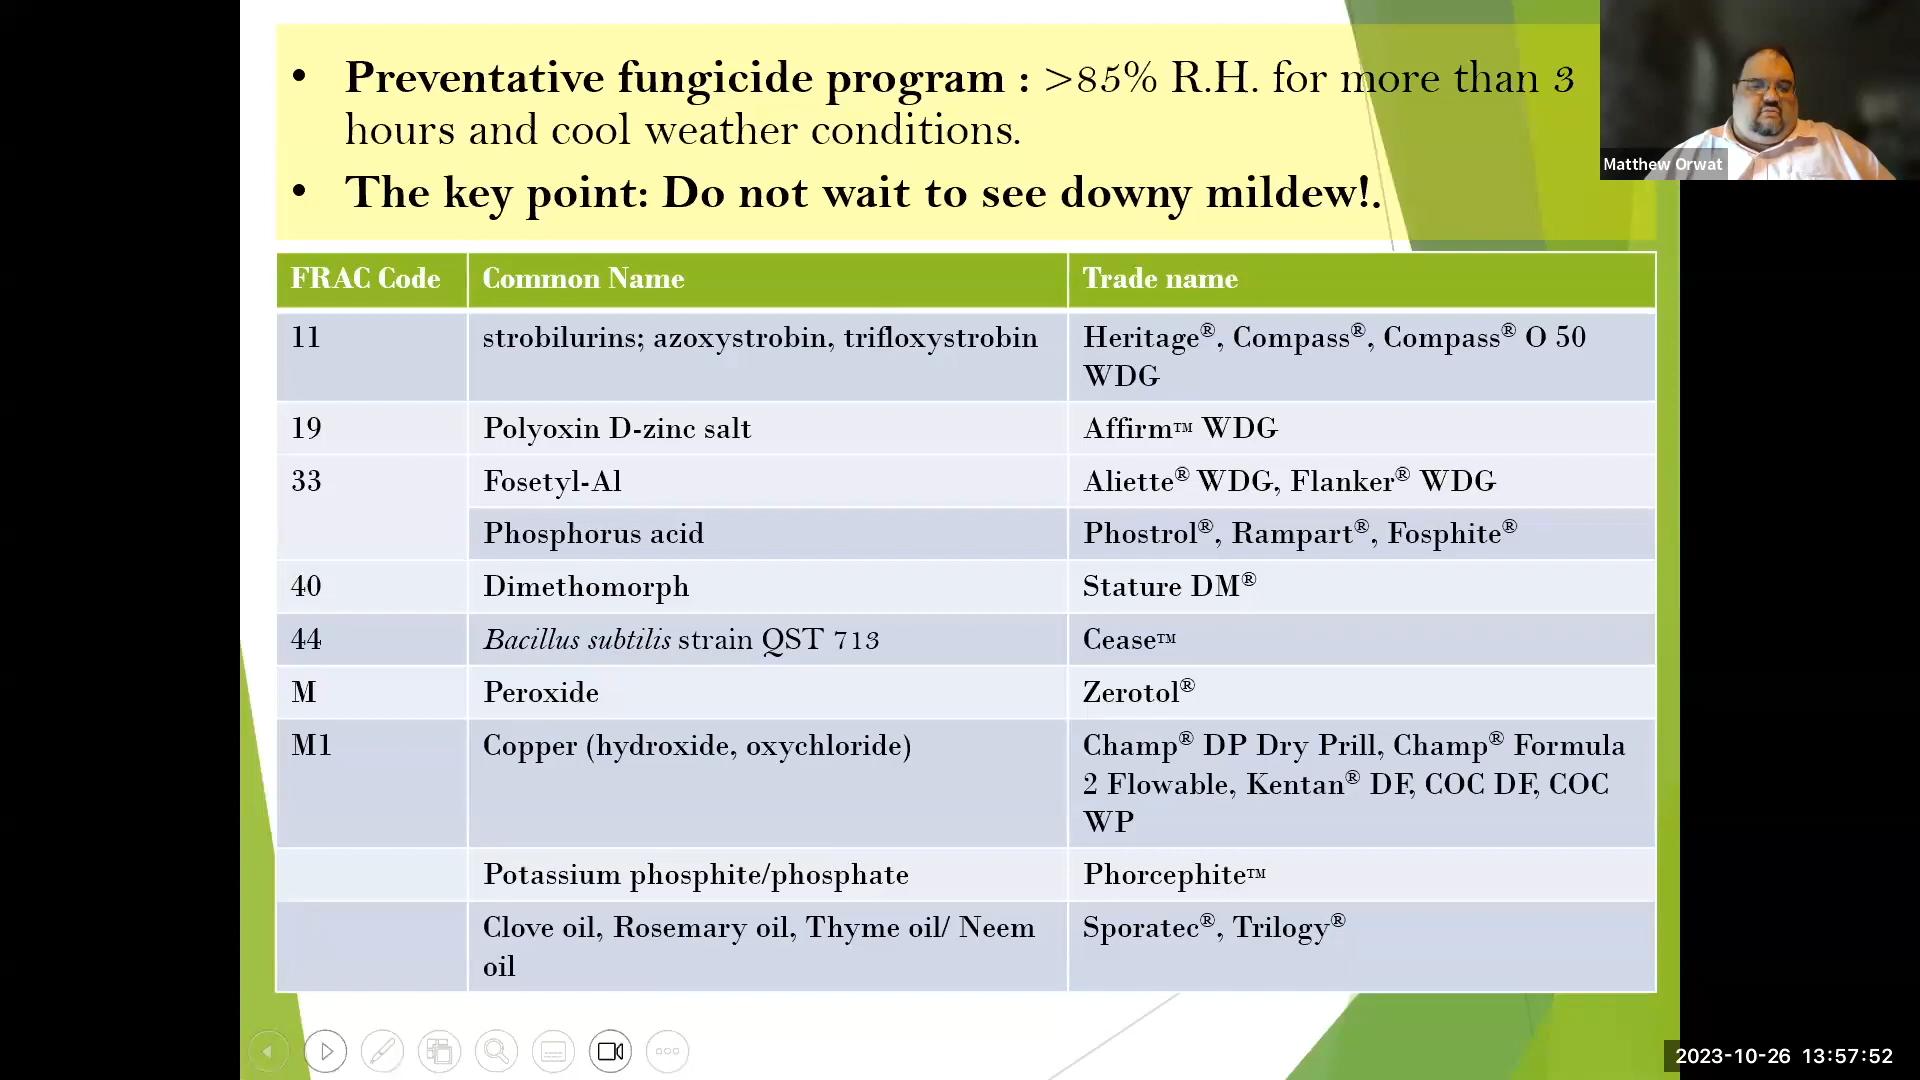 • Preventative fungicide program : >85% R.H. for more than 3
hours and cool weather conditions.
• The key point: Do not wait to see downy mildew!.
Matthew Orwat
FRAC Code Common Name Trade name
11 strobilurins; azoxystrobin, trifloxystrobin Heritage®, Compass®, Compass® O 50
WDG
19 Polyoxin D-zinc salt Affirm™ WDG
33 Fosetyl-Al Aliette® WDG, Flanker® WDG
Phosphorus acid Phostrol®, Rampart®, Fosphite®
40 Dimethomorph Stature DM®
44 Bacillus subtilis strain QST 713 Cease™
M Peroxide Zerotol®
M1 Copper (hydroxide, oxychloride) Champ® DP Dry Prill, Champ® Formula
2 Flowable, Kentan® DF, COC DF, COC
WP
Potassium phosphite/phosphate Phorcephite™
Clove oil, Rosemary oil, Thyme oil/ Neem Sporatec®, Trilogy®
oil
2023-10-26 13:57:52